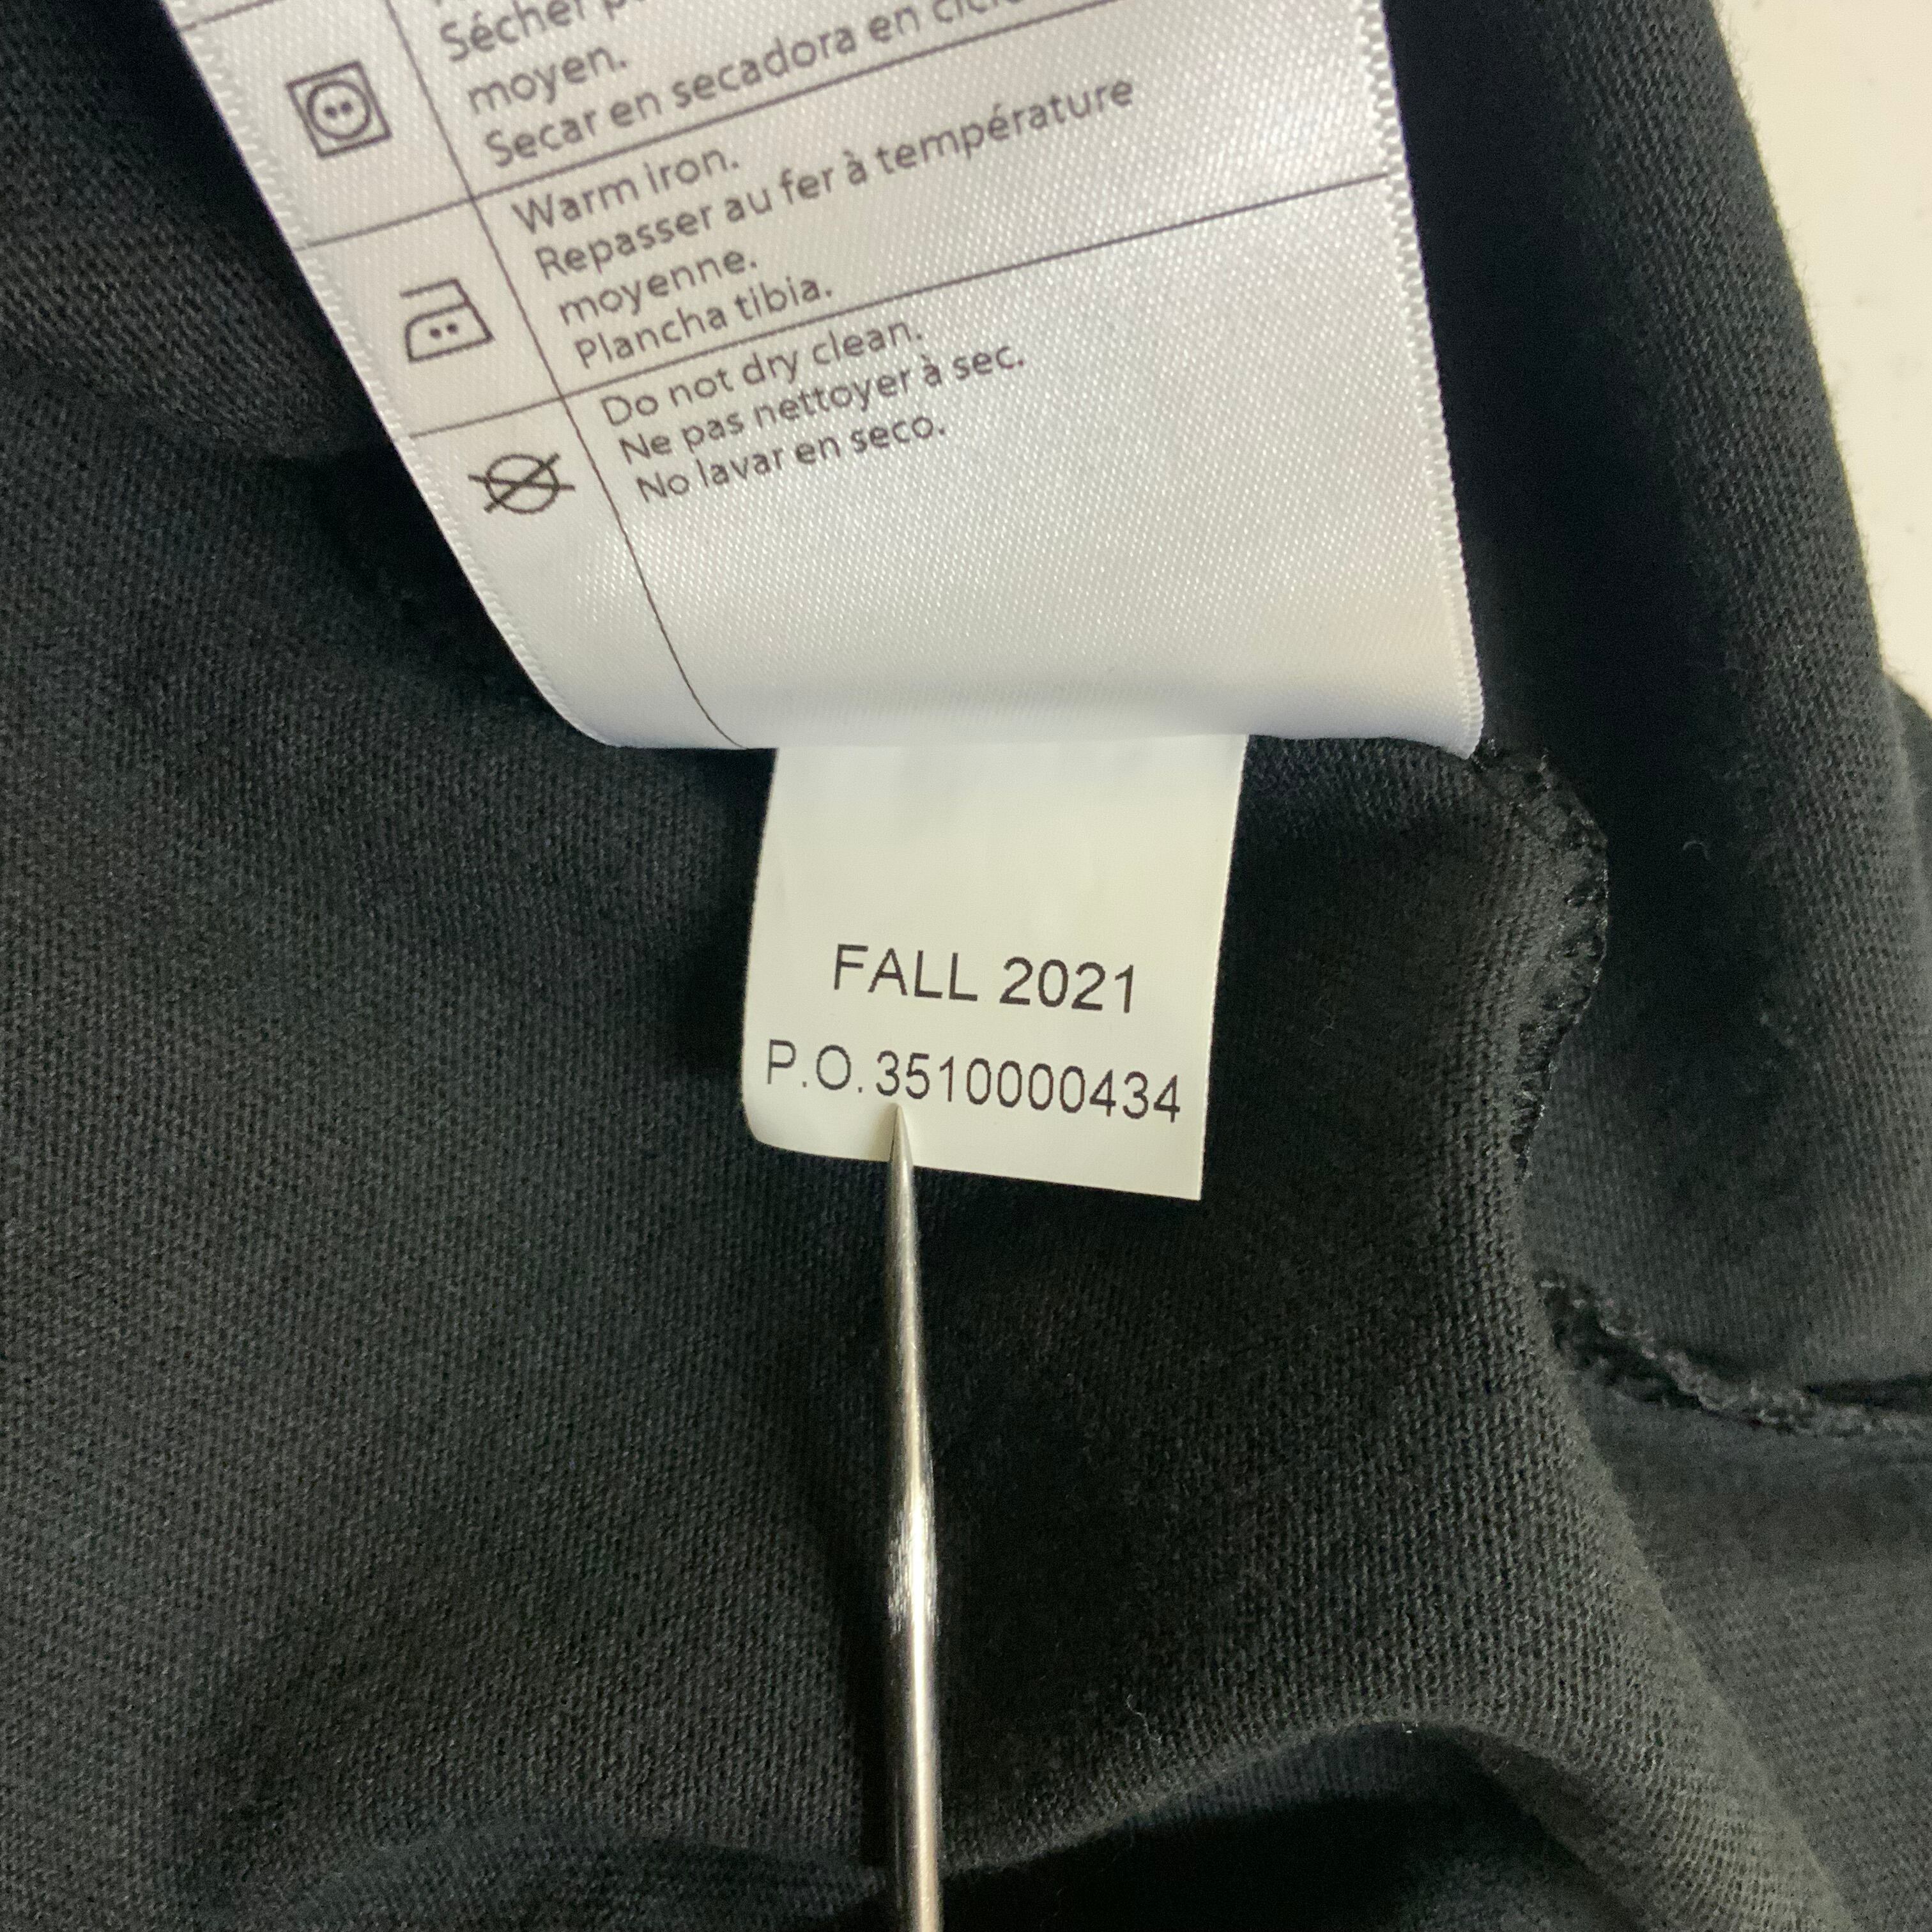 Sécher
moyen.
Secar en secadora en
Warm iron.
Repasser au fer à température
moyenne.
Plancha tibia.
Do not dry clean.
Ne pas nettoyer à sec.
No lavar en seco.
FALL 2021
P.O.3510000434